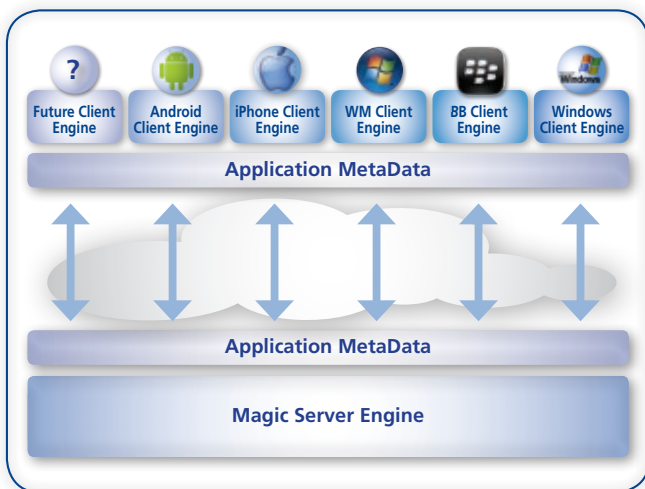 ?
Windows
Future Client
Engine
Android
Client Engine
iPhone Client
Engine
WM Client
Engine
BB Client
Engine
Windows
Client Engine
Application MetaData
Application MetaData
Magic Server Engine